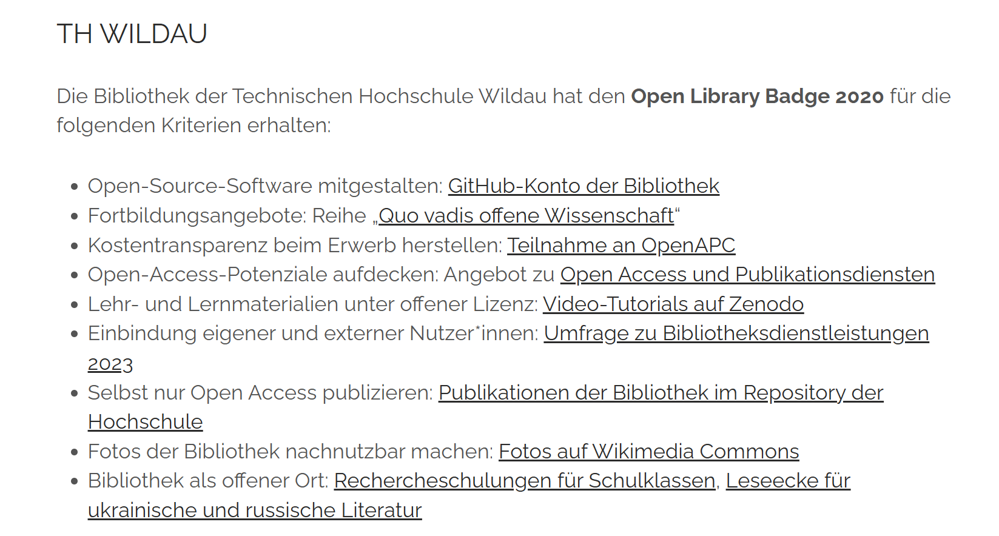 TH WILDAU
Die Bibliothek der Technischen Hochschule Wildau hat den Open Library Badge 2020 für die
folgenden Kriterien erhalten:
• Open-Source-Software mitgestalten: GitHub-Konto der Bibliothek
• Fortbildungsangebote: Reihe „Quo vadis offene Wissenschaft“
• Kostentransparenz beim Erwerb herstellen: Teilnahme an OpenAPC
• Open-Access-Potenziale aufdecken: Angebot zu Open Access und Publikationsdiensten
• Lehr- und Lernmaterialien unter offener Lizenz: Video-Tutorials auf Zenodo
• Einbindung eigener und externer Nutzer*innen: Umfrage zu Bibliotheksdienstleistungen
2023
• Selbst nur Open Access publizieren: Publikationen der Bibliothek im Repository der
Hochschule
• Fotos der Bibliothek nachnutzbar machen: Fotos auf Wikimedia Commons
• Bibliothek als offener Ort: Rechercheschulungen für Schulklassen, Leseecke für
ukrainische und russische Literatur